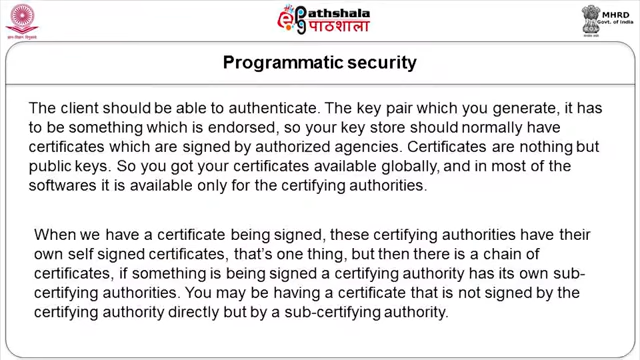 Pathshala
पाठशाला
MHRD
Govt. of India
Programmatic security
The client should be able to authenticate. The key pair which you generate, it has
to be something which is endorsed, so your key store should normally have
certificates which are signed by authorized agencies. Certificates are nothing but
public keys. So you got your certificates available globally, and in most of the
softwares it is available only for the certifying authorities.
When we have a certificate being signed, these certifying authorities have their
own self signed certificates, that's one thing, but then there is a chain of
certificates, if something is being signed a certifying authority has its own sub-
certifying authorities. You may be having a certificate that is not signed by the
certifying authority directly but by a sub-certifying authority.